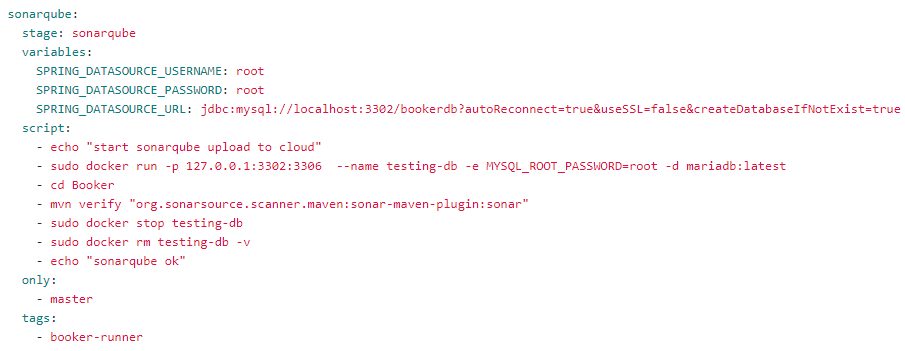 sonarqube:
  stage: sonarqube
  variables:
    SPRING_DATASOURCE_USERNAME: root
    SPRING_DATASOURCE_PASSWORD: root
    SPRING_DATASOURCE_URL: jdbc:mysql://localhost:3302/bookerdb?autoReconnect=true&useSSL=false&createDatabaseIfNotExist=true
  script:
    - echo "start sonarqube upload to cloud"
    - sudo docker run -p 127.0.0.1:3302:3306  --name testing-db -e MYSQL_ROOT_PASSWORD=root -d mariadb:latest
    - cd Booker
    - mvn verify "org.sonarsource.scanner.maven:sonar-maven-plugin:sonar"
    - sudo docker stop testing-db
    - sudo docker rm testing-db -v
    - echo "sonarqube ok"
  only:
    - master
  tags:
    - booker-runner